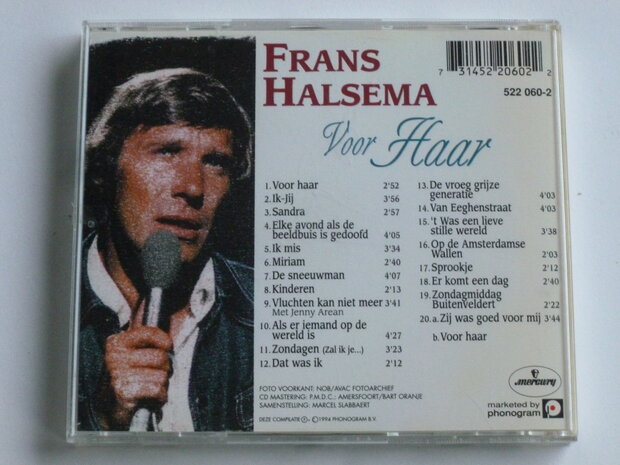 FRANS
HALSEMA
Voor Haar
7 31452 20602 2
522 060-2
1. Voor haar 2'52
2. Ik-Jij 3'56
3. Sandra 2'57
4. Elke avond als de
beeldbuis is gedoofd 4'05
5. Ik mis 3'34
6. Miriam 2'40
7. De sneeuwman 4'07
8. Kinderen 2'13
9. Vluchten kan niet meer 3'41
Met Jenny Arean
10. Als er iemand op de
wereld is 4'27
11. Zondagen (Zal ik je...) 3'23
12. Dat was ik 2'12
13. De vroeg grijze
generatie 4'03
14. Van Eeghenstraat 4'03
15. 't Was een lieve
stille wereld 3'38
16. Op de Amsterdamse
Wallen 2'03
17. Sprookje 2'12
18. Er komt een dag 2'40
19. Zondagmiddag
Buitenveldert 2'22
20. a. Zij was goed voor mij 3'44
b. Voor haar
FOTO VOORKANT: NOB/AVAC FOTOARCHIEF
CD MASTERING: P.M.D.C.: AMERSFOORT/BART ORANJE
SAMENSTELLING: MARCEL SLABBAERT
DEZE COMPILATIE ℗ © 1994 PHONOGRAM B.V.
mercury
marketed by
phonogram